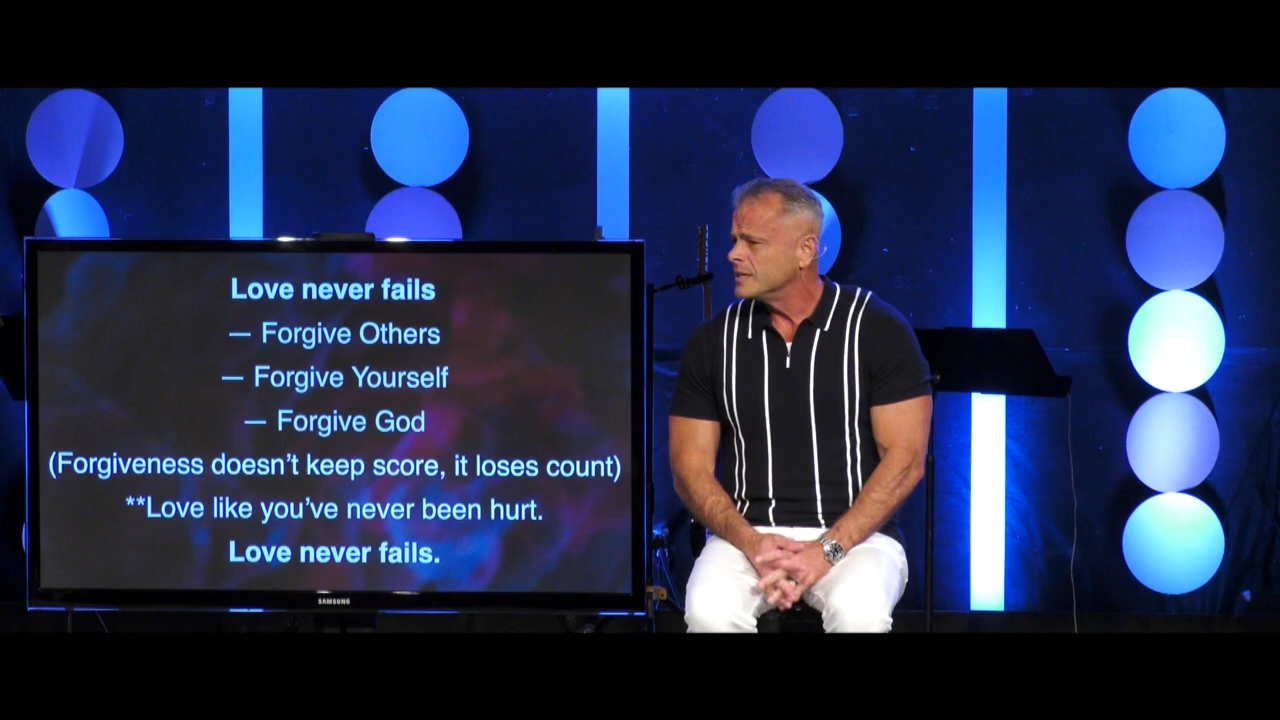 Love never fails
– Forgive Others
– Forgive Yourself
– Forgive God
(Forgiveness doesn’t keep score, it loses count)
**Love like you’ve never been hurt.
Love never fails.
SAMSUNG